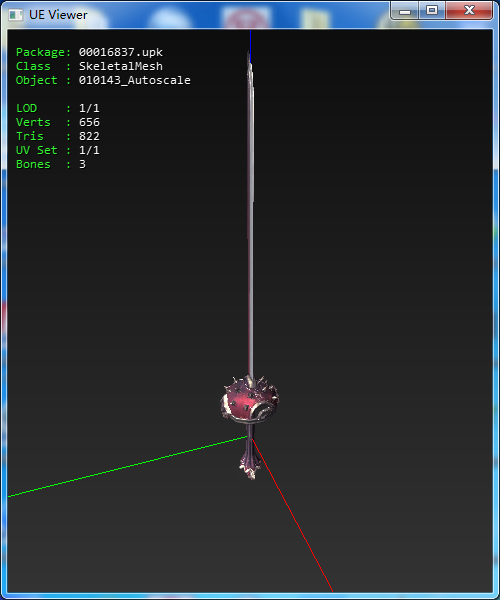 UE Viewer
Package: 00016837.upk
Class  : SkeletalMesh
Object : 010143_Autoscale
LOD    : 1/1
Verts  : 656
Tris   : 822
UV Set : 1/1
Bones  : 3